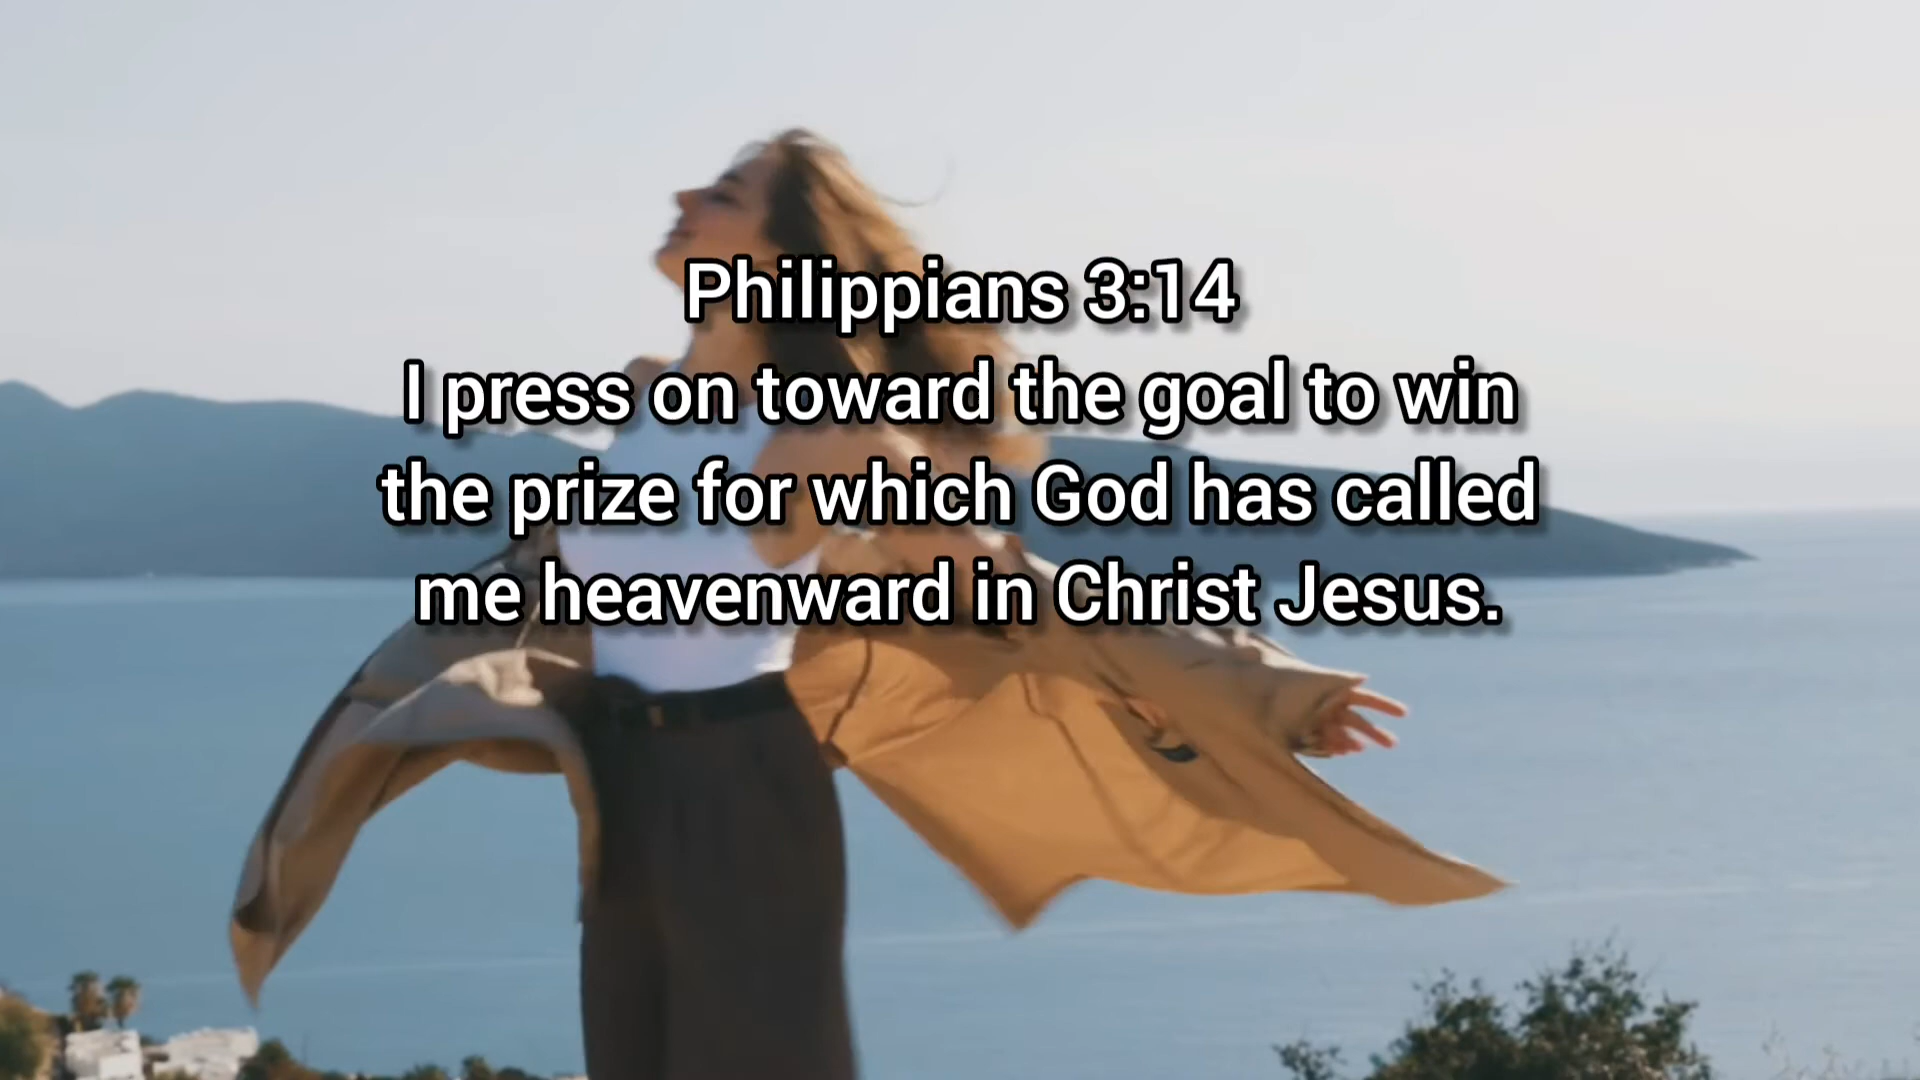 Philippians 3:14
I press on toward the goal to win
the prize for which God has called
me heavenward in Christ Jesus.